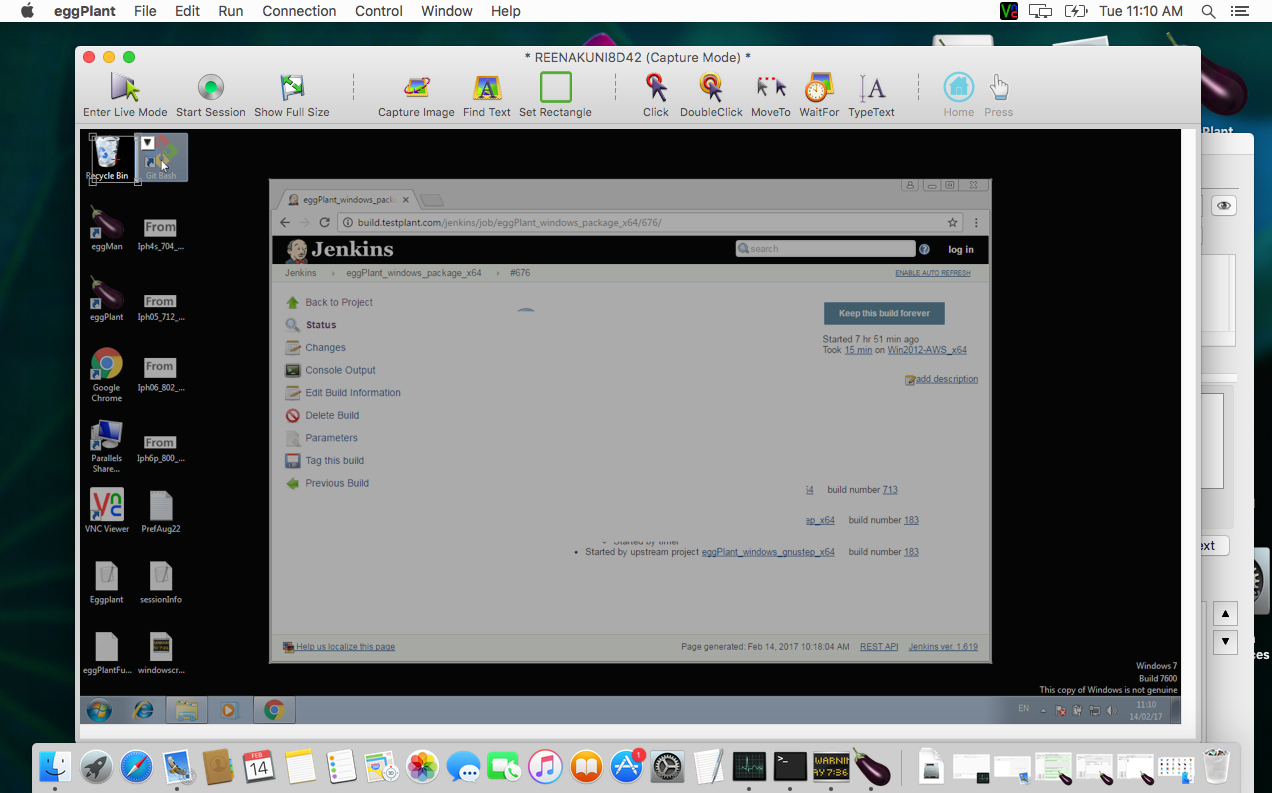 eggPlant File Edit Run Connection Control Window Help
Tue 11:10 AM
* REENAKUNI8D42 (Capture Mode) *
Enter Live Mode Start Session Show Full Size Capture Image Find Text Set Rectangle Click DoubleClick MoveTo WaitFor TypeText Home Press
Recycle Bin Git Bash
eggMan From Iph4s_704_...
eggPlant From Iph05_712_...
Google Chrome From Iph06_802_...
Parallels Share... From Iph6p_800_...
VNC Viewer PrefAug22
Eggplant sessionInfo
eggPlantFu... windowscr...
eggPlant_windows_pack
build.testplant.com/jenkins/job/eggPlant_windows_package_x64/676/
Jenkins search log in
Jenkins eggPlant_windows_package_x64 #676 ENABLE AUTO REFRESH
Back to Project
Status
Changes
Console Output
Edit Build Information
Delete Build
Parameters
Tag this build
Previous Build
Keep this build forever
Started 7 hr 51 min ago
Took 15 min on Win2012-AWS_x64
add description
build number 713
ep_x64 build number 183
Started by timer
Started by upstream project eggPlant_windows_gnustep_x64 build number 183
Help us localize this page Page generated: Feb 14, 2017 10:18:04 AM REST API Jenkins ver. 1.619
Windows 7
Build 7600
This copy of Windows is not genuine
EN 11:10
14/02/17
Plant
ext
ces
FEB
14
1
WARNIN
AY 7:36